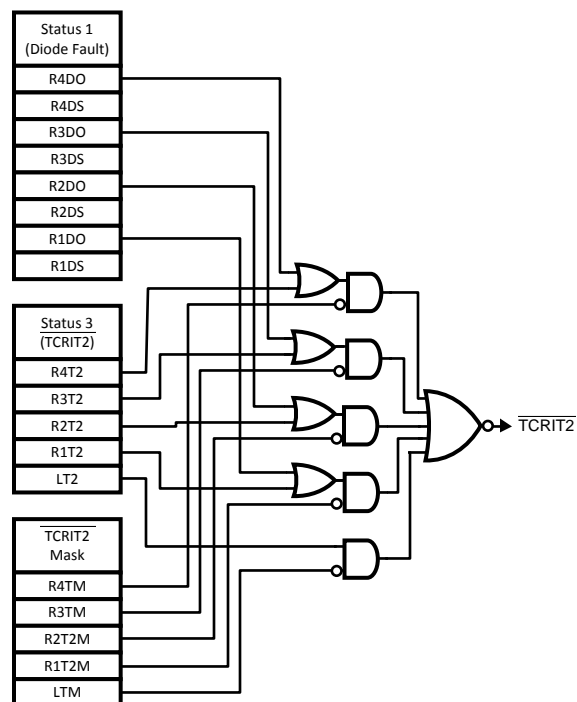 Status 1
(Diode Fault)
R4DO
R4DS
R3DO
R3DS
R2DO
R2DS
R1DO
R1DS
Status 3
(TCRIT2)
R4T2
R3T2
R2T2
R1T2
LT2
TCRIT2
Mask
R4TM
R3TM
R2T2M
R1T2M
LTM
TCRIT2